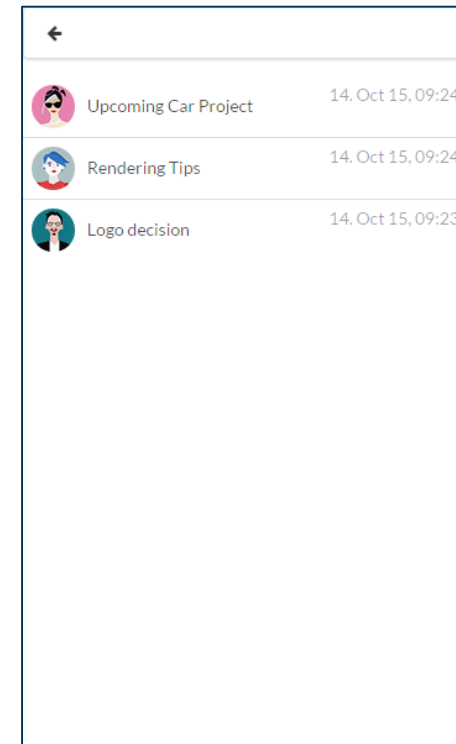 Upcoming Car Project 14. Oct 15, 09:24
Rendering Tips 14. Oct 15, 09:24
Logo decision 14. Oct 15, 09:23